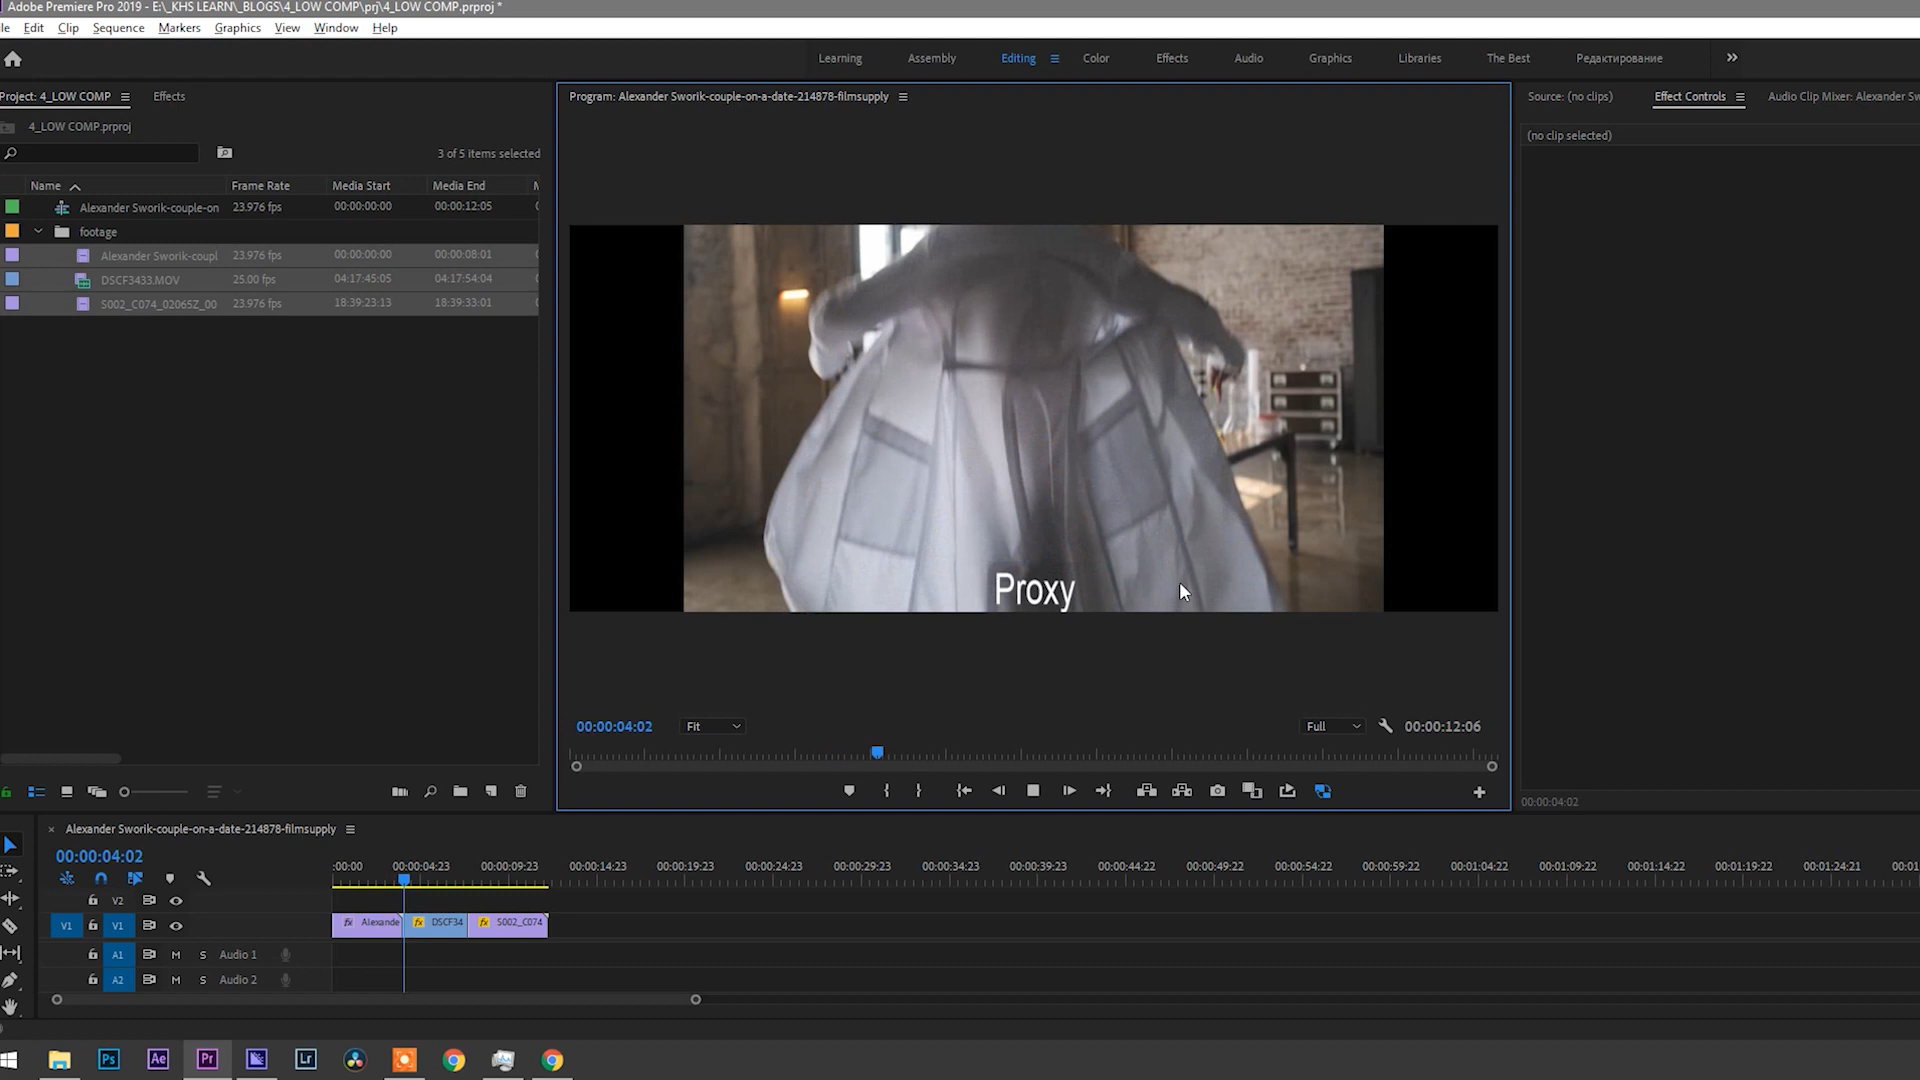 Adobe Premiere Pro 2019 - E:\_KHS LEARN\_BLOGS\4_LOW COMP\prj\4_LOW COMP.prproj *
le Edit Clip Sequence Markers Graphics View Window Help
Learning Assembly Editing Color Effects Audio Graphics Libraries The Best Редактирование
Project: 4_LOW COMP Effects
Program: Alexander Sworik-couple-on-a-date-214878-filmsupply
Source: (no clips) Effect Controls Audio Clip Mixer: Alexander Sw
4_LOW COMP.prproj
(no clip selected)
3 of 5 items selected
Name Frame Rate Media Start Media End M
Alexander Sworik-couple-on 23.976 fps 00:00:00:00 00:00:12:05
footage
Alexander Sworik-coupl 23.976 fps 00:00:00:00 00:00:08:01
DSCF3433.MOV 25.00 fps 04:17:45:05 04:17:54:04
S002_C074_02065Z_00 23.976 fps 18:39:23:13 18:39:33:01
Proxy
00:00:04:02 Fit Full 00:00:12:06
00:00:04:02
Alexander Sworik-couple-on-a-date-214878-filmsupply
00:00:04:02
:00:00 00:00:04:23 00:00:09:23 00:00:14:23 00:00:19:23 00:00:24:23 00:00:29:23 00:00:34:23 00:00:39:23 00:00:44:22 00:00:49:22 00:00:54:22 00:00:59:22 00:01:04:22 00:01:09:22 00:01:14:22 00:01:19:22 00:01:24:21 00:01
V2
V1 V1 fx Alexande fx DSCF34 fx S002_C074
A1 M S Audio 1
A2 M S Audio 2
Ps Ae Pr Lr